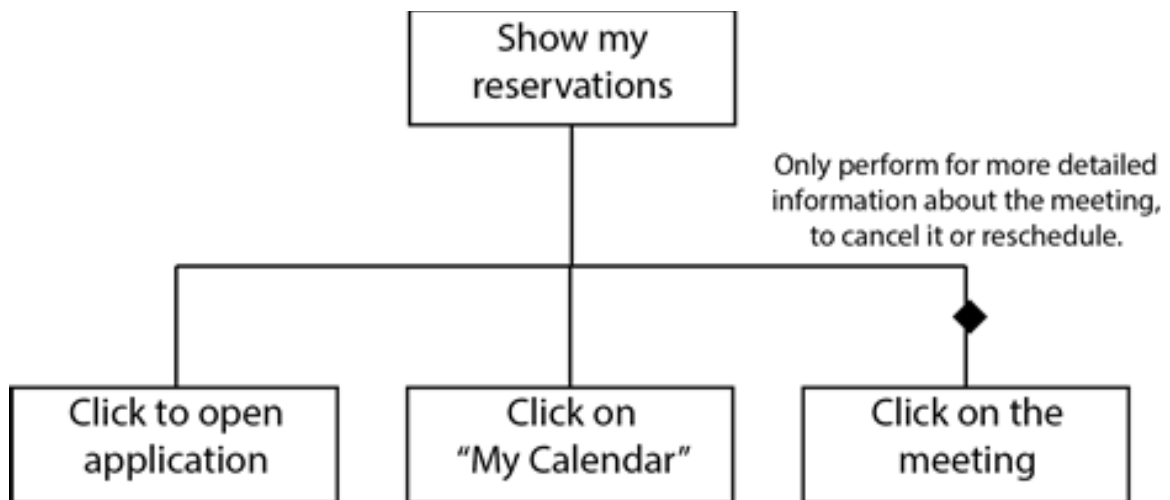 Show my
reservations
Only perform for more detailed
information about the meeting,
to cancel it or reschedule.
Click to open
application
Click on
“My Calendar”
Click on the
meeting